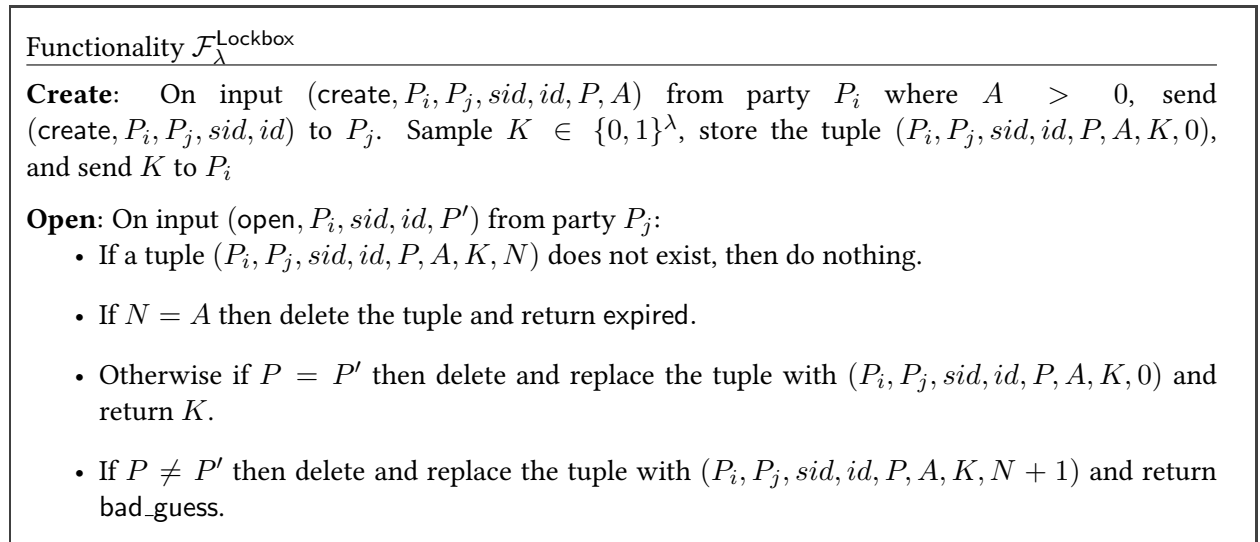 Functionality $\mathcal{F}_{\lambda}^{\mathsf{Lockbox}}$
Create: On input (create, $P_i, P_j, sid, id, P, A$) from party $P_i$ where $A > 0$, send
(create, $P_i, P_j, sid, id$) to $P_j$. Sample $K \in \{0, 1\}^{\lambda}$, store the tuple $(P_i, P_j, sid, id, P, A, K, 0)$,
and send $K$ to $P_i$
Open: On input (open, $P_i, sid, id, P'$) from party $P_j$:
• If a tuple $(P_i, P_j, sid, id, P, A, K, N)$ does not exist, then do nothing.
• If $N = A$ then delete the tuple and return expired.
• Otherwise if $P = P'$ then delete and replace the tuple with $(P_i, P_j, sid, id, P, A, K, 0)$ and
return $K$.
• If $P \neq P'$ then delete and replace the tuple with $(P_i, P_j, sid, id, P, A, K, N + 1)$ and return
bad_guess.